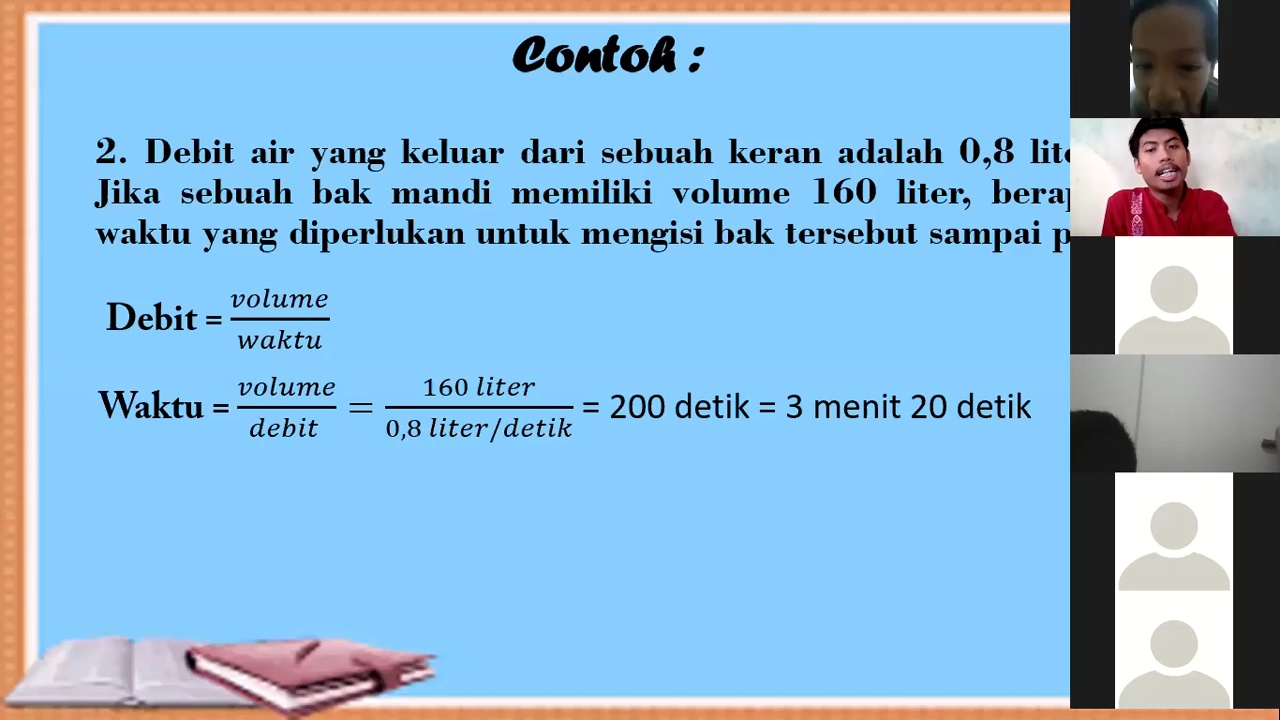 Contoh :
2. Debit air yang keluar dari sebuah keran adalah 0,8
Jika sebuah bak mandi memiliki volume 160 liter,
waktu yang diperlukan untuk mengisi bak tersebut sampai
Debit = volume/waktu
Waktu = volume/debit = 160 liter/0,8 liter/detik = 200 detik = 3 menit 20 detik